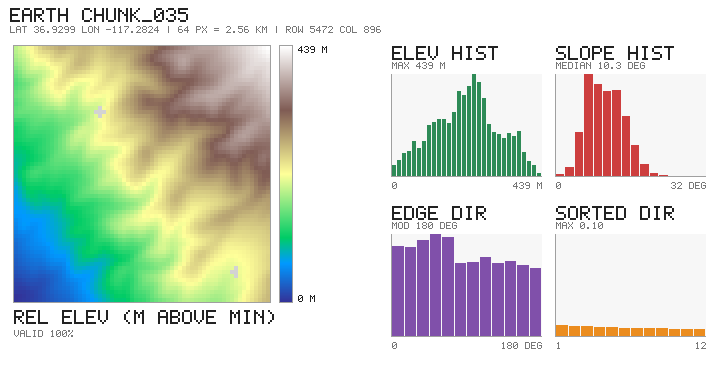 EARTH CHUNK_035
LAT 36.9299 LON -117.2824 | 64 PX = 2.56 KM | ROW 5472 COL 896
439 M
0 M
REL ELEV (M ABOVE MIN)
VALID 100%
ELEV HIST
MAX 439 M
0 439 M
SLOPE HIST
MEDIAN 10.3 DEG
0 32 DEG
EDGE DIR
MOD 180 DEG
0 180 DEG
SORTED DIR
MAX 0.10
1 12